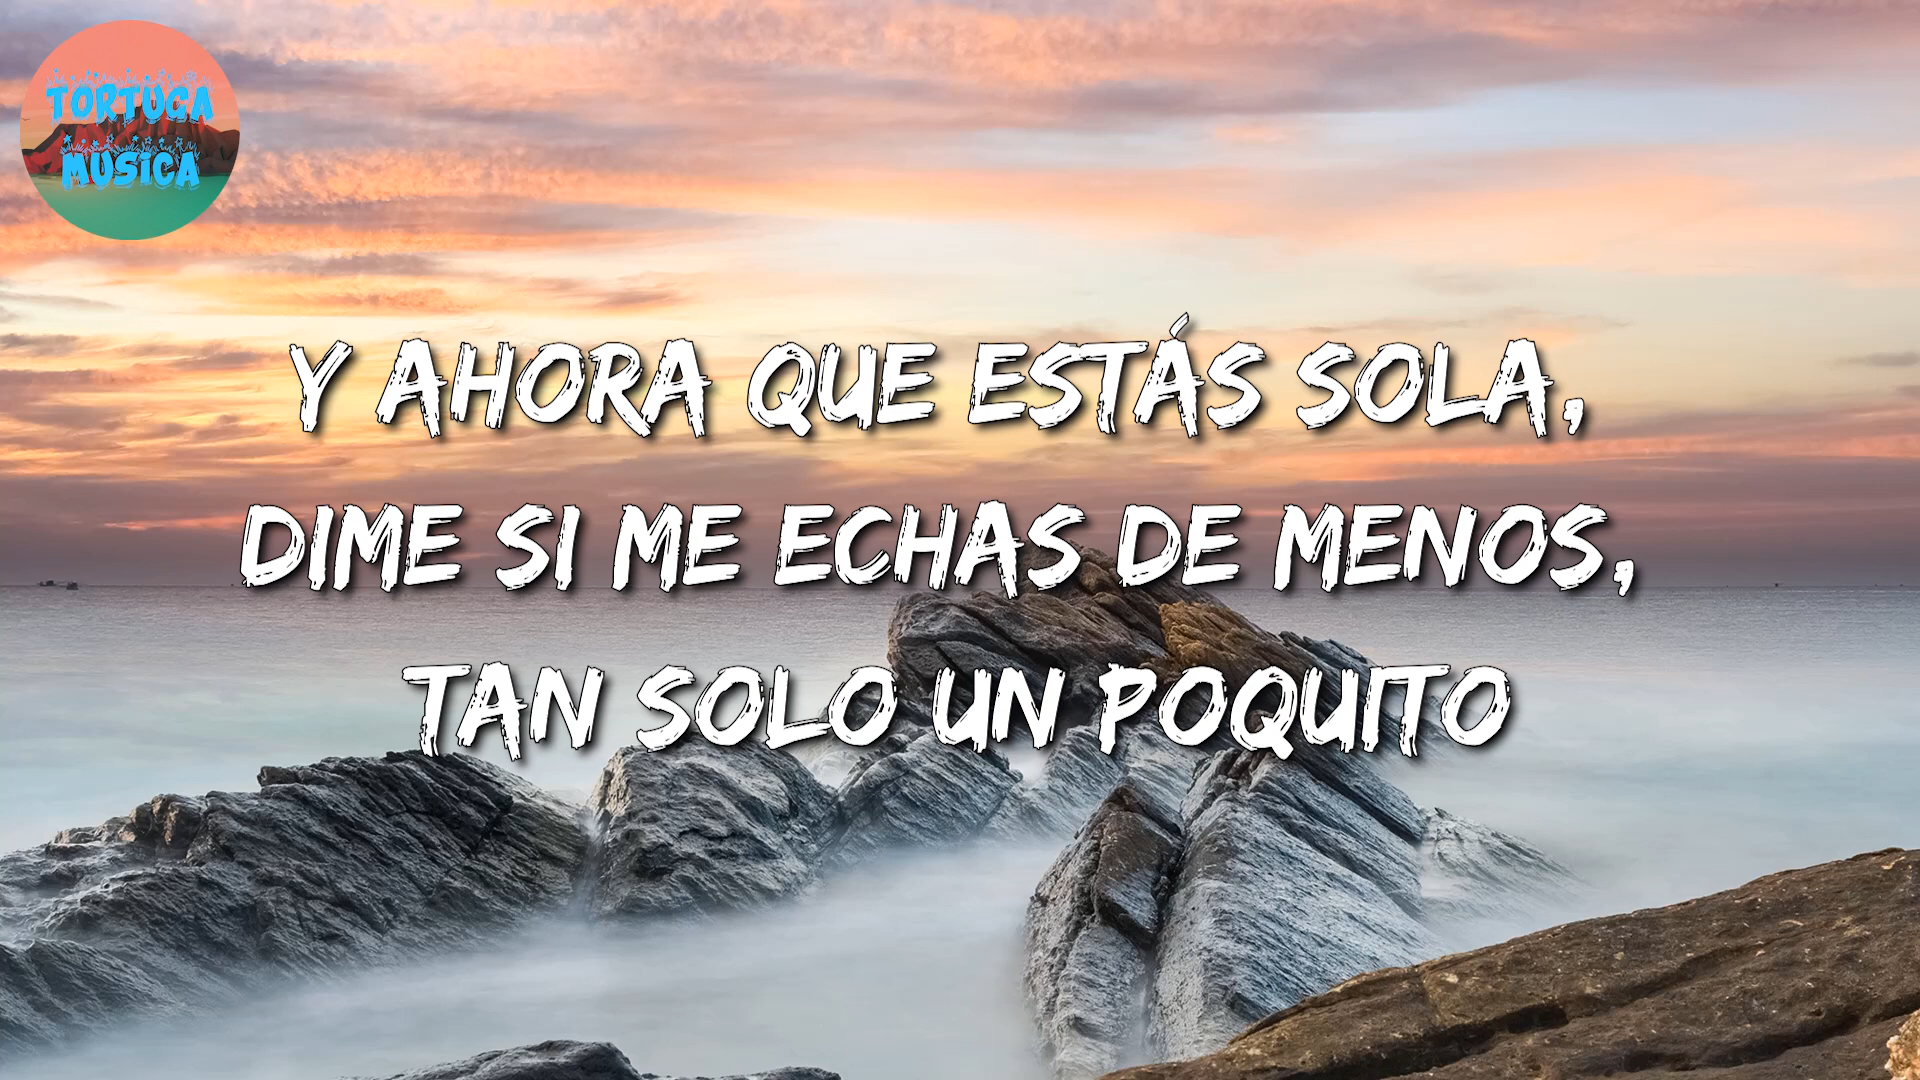 TORTUGA
MUSICA
Y AHORA QUE ESTÁS SOLA,
DIME SI ME ECHAS DE MENOS,
TAN SOLO UN POQUITO